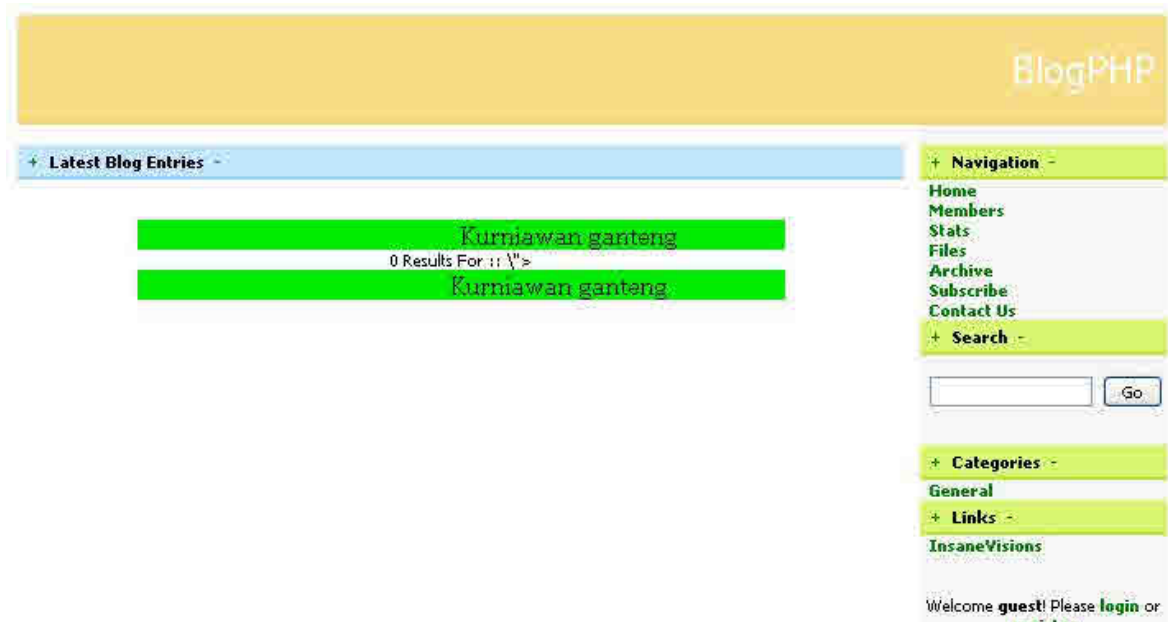 BlogPHP
+ Latest Blog Entries -
Kurniawan ganteng
0 Results For :: \">
Kurniawan ganteng
+ Navigation -
Home
Members
Stats
Files
Archive
Subscribe
Contact Us
+ Search -
Go
+ Categories -
General
+ Links -
InsaneVisions
Welcome guest! Please login or